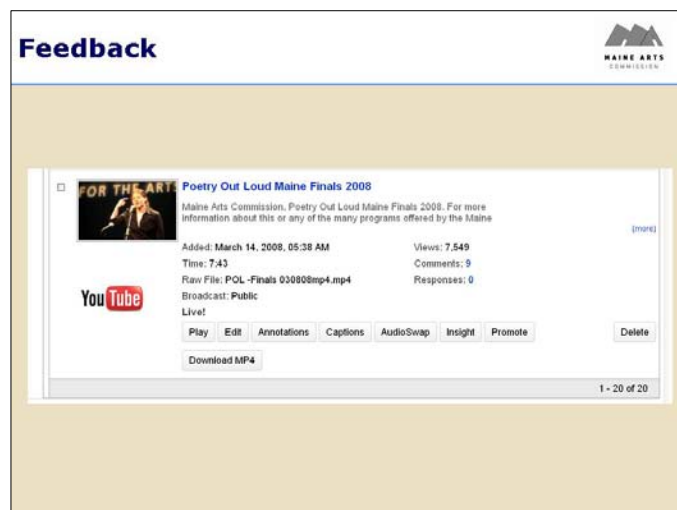 Feedback
MAINE ARTS
COMMISSION
FOR THE ARTS
Poetry Out Loud Maine Finals 2008
Maine Arts Commission, Poetry Out Loud Maine Finals 2008. For more
information about this or any of the many programs offered by the Maine
(more)
Added: March 14, 2008, 05:38 AM Views: 7,549
Time: 7:43 Comments: 9
Raw File: POL -Finals 030808mp4.mp4 Responses: 0
You Tube
Broadcast: Public
Live!
Play Edit Annotations Captions AudioSwap Insight Promote Delete
Download MP4
1 - 20 of 20